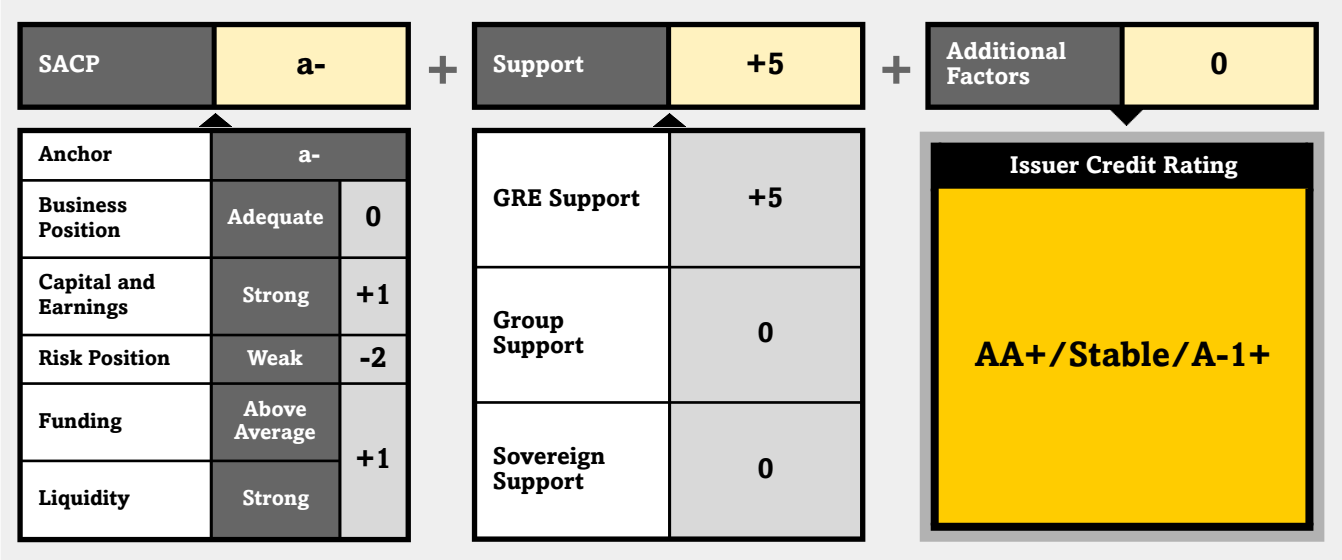 SACP
a-
+
Support
+5
+
Additional
Factors
0
Anchor
a-
Business
Position
Adequate
0
Capital and
Earnings
Strong
+1
Risk Position
Weak
-2
Funding
Above
Average
+1
Liquidity
Strong
GRE Support
+5
Group
Support
0
Sovereign
Support
0
Issuer Credit Rating
AA+/Stable/A-1+